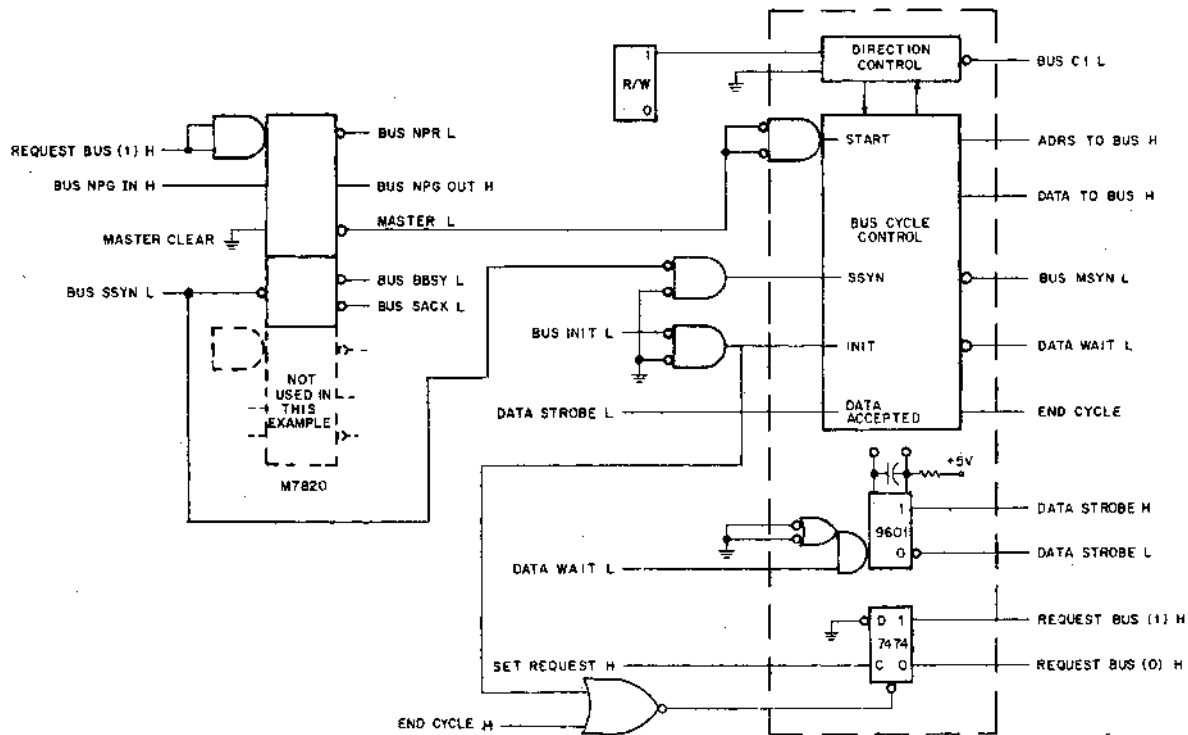 REQUEST BUS (1) H
BUS NPR L
BUS NPG IN H
BUS NPG OUT H
MASTER CLEAR
MASTER L
BUS SSYN L
BUS BBSY L
BUS SACK L
NOT
USED IN
THIS
EXAMPLE
M7820
1
R/W
0
DIRECTION
CONTROL
BUS C1 L
START
ADRS TO BUS H
DATA TO BUS H
BUS CYCLE
CONTROL
SSYN
BUS MSYN L
BUS INIT L
INIT
DATA WAIT L
DATA STROBE L
DATA
ACCEPTED
END CYCLE
+5V
1
9601
0
DATA STROBE H
DATA STROBE L
DATA WAIT L
D 1
7474
C 0
REQUEST BUS (1) H
SET REQUEST H
REQUEST BUS (0) H
END CYCLE H